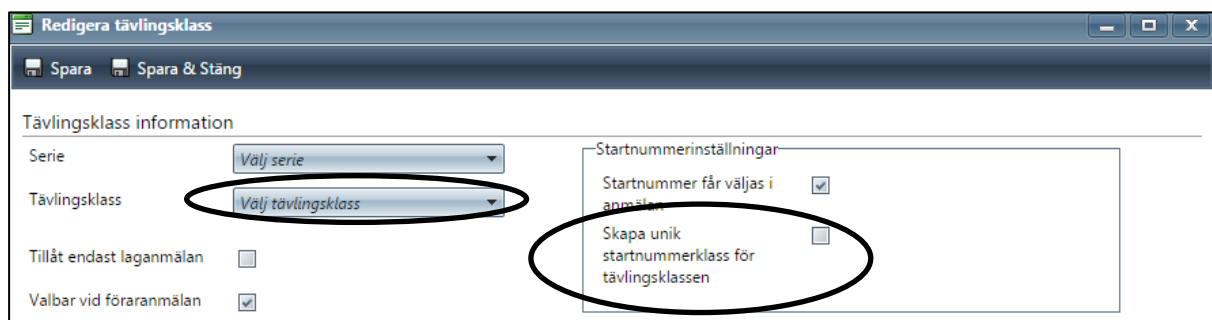 Redigera tävlingsklass
Spara Spara & Stäng
Tävlingsklass information
Serie
Välj serie
Tävlingsklass
Välj tävlingsklass
Tillåt endast laganmälan
Valbar vid föraranmälan
Startnummerinställningar
Startnummer får väljas i
anmälan
Skapa unik
startnummerklass för
tävlingsklassen